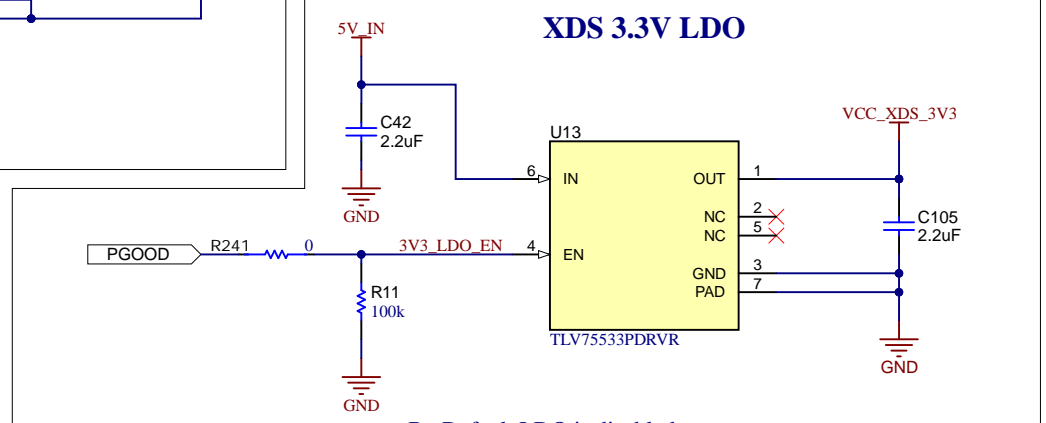 XDS 3.3V LDO
5V_IN
C42
2.2uF
GND
VCC_XDS_3V3
U13
6
IN
OUT
1
NC
2
NC
5
C105
2.2uF
PGOOD
R241
0
3V3_LDO_EN
4
EN
GND
3
PAD
7
R11
100k
TLV75533PDRVR
GND
GND